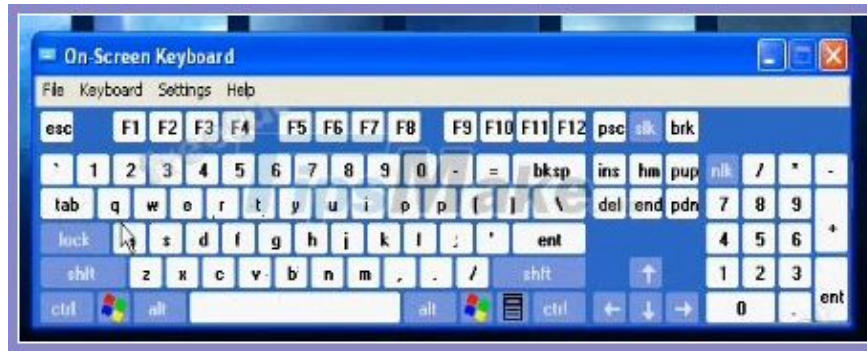 On-Screen Keyboard
File Keyboard Settings Help
esc F1 F2 F3 F4 F5 F6 F7 F8 F9 F10 F11 F12 psc slk brk
` 1 2 3 4 5 6 7 8 9 0 - = bksp ins hm pup nlk / * -
tab q w e r t y u i o p [ ] \ del end pdn 7 8 9 +
lock a s d f g h j k l ; ' ent 4 5 6
shft z x c v b n m , . / shft ↑ 1 2 3 ent
ctrl alt alt ctrl ← ↓ → 0 .
TipsMake